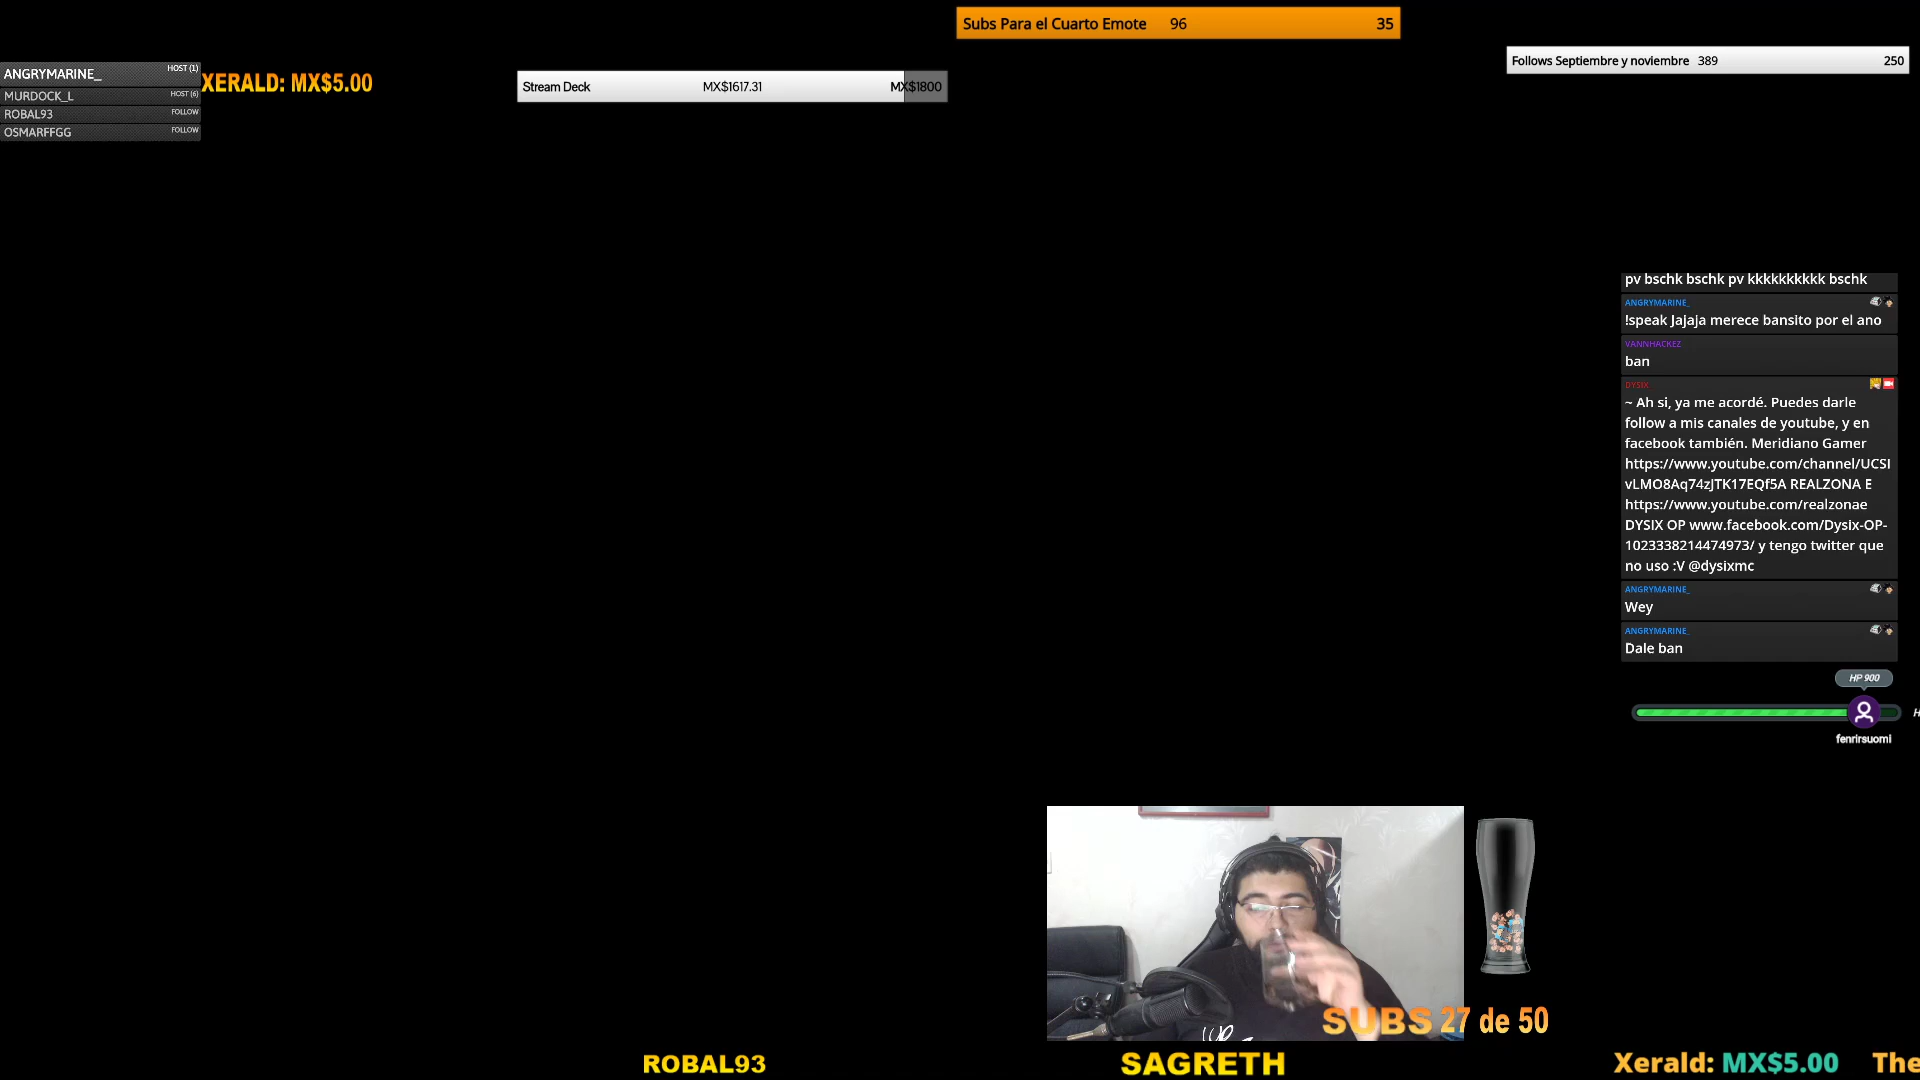 Subs Para el Cuarto Emote 96 35
Follows Septiembre y noviembre 389 250
ANGRYMARINE_ HOST (1)
MURDOCK_L HOST (6)
ROBAL93 FOLLOW
OSMARFFGG FOLLOW
XERALD: MX$5.00
Stream Deck MX$1617.31 MX$1800
pv bschk bschk pv kkkkkkkkkk bschk
ANGRYMARINE_
!speak Jajaja merece bansito por el ano
VANNHACKEZ
ban
DYSIX
~ Ah si, ya me acordé. Puedes darle
follow a mis canales de youtube, y en
facebook también. Meridiano Gamer
https://www.youtube.com/channel/UCSI
vLMO8Aq74zJTK17EQf5A REALZONA E
https://www.youtube.com/realzonae
DYSIX OP www.facebook.com/Dysix-OP-
1023338214474973/ y tengo twitter que
no uso :V @dysixmc
ANGRYMARINE_
Wey
ANGRYMARINE_
Dale ban
HP 900
H
fenrirsuomi
SUBS 27 de 50
ROBAL93
SAGRETH
Xerald: MX$5.00 The